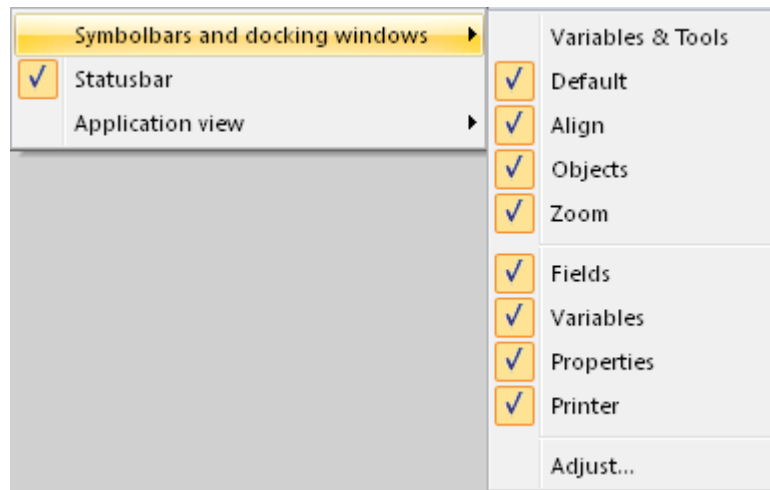 Symbolbars and docking windows
Statusbar
Application view
Variables & Tools
Default
Align
Objects
Zoom
Fields
Variables
Properties
Printer
Adjust...